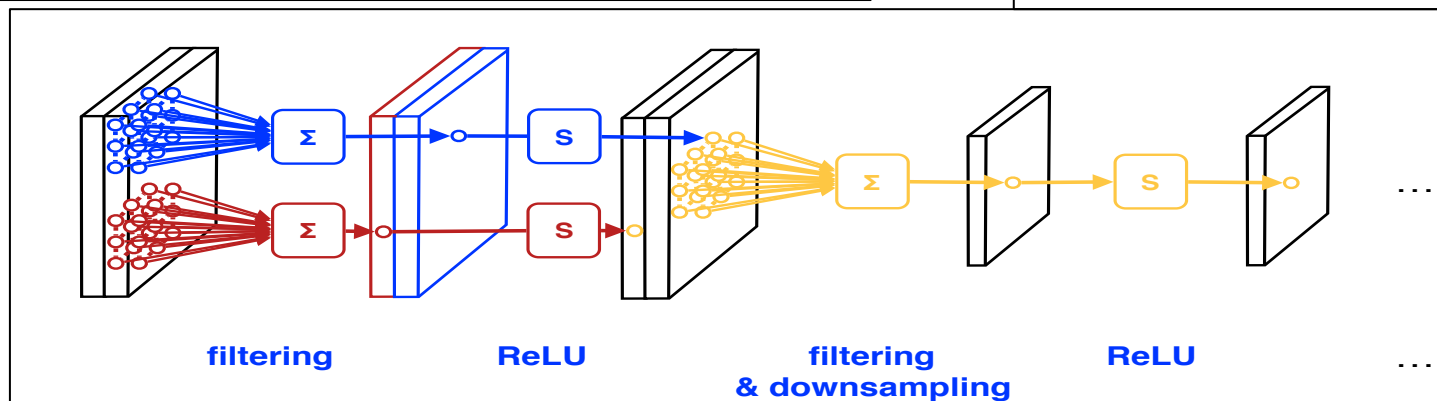 Σ S
Σ
Σ S
Σ S
...
filtering ReLU filtering ReLU ...
& downsampling